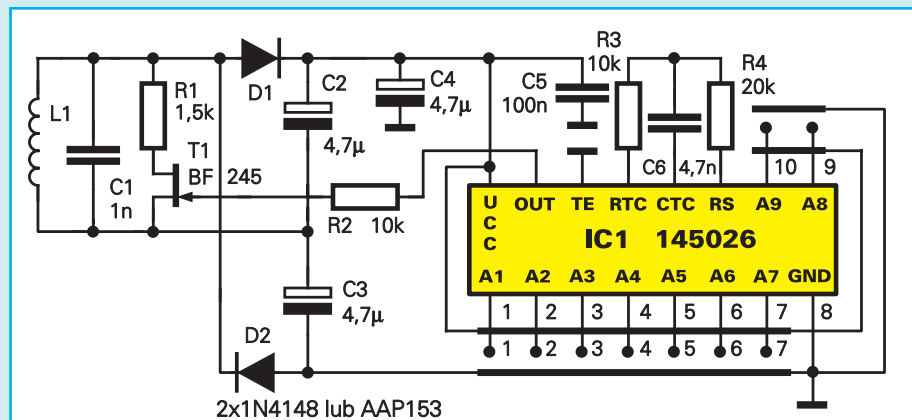 L1
C1
1n
R1
1,5k
T1
BF 245
D1
C2
4,7μ
C4
4,7μ
C5
100n
R3
10k
C6 4,7n
R4
20k
10 9
R2 10k
UCC OUT TE RTC CTC RS A9 A8
IC1 145026
A1 A2 A3 A4 A5 A6 A7 GND
1 2 3 4 5 6 7 8
1 2 3 4 5 6 7
C3
4,7μ
D2
2x1N4148 lub AAP153